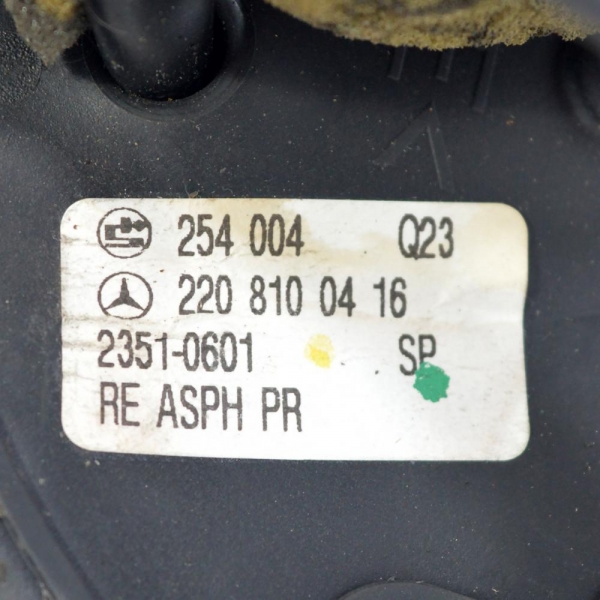 254 004 Q23
220 810 04 16
2351-0601 SP
RE ASPH PR